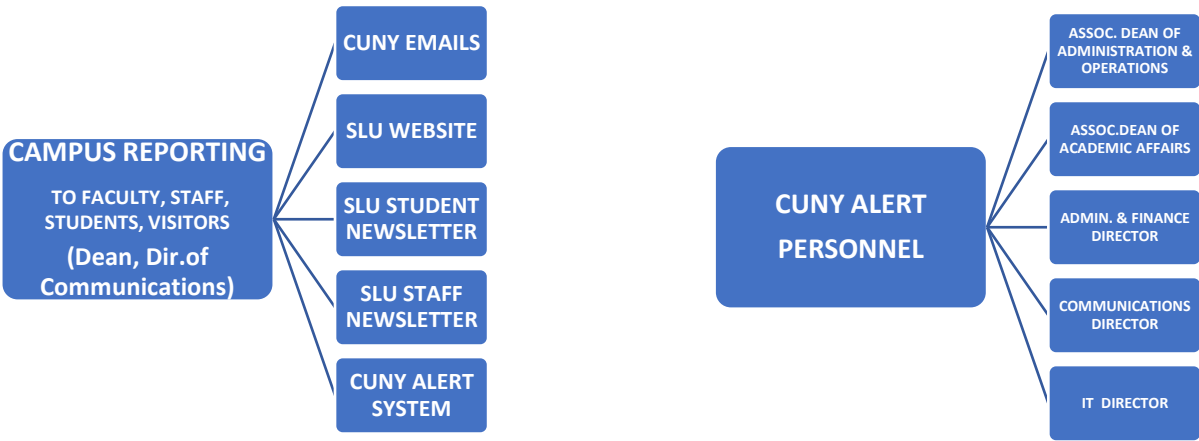 CAMPUS REPORTING
TO FACULTY, STAFF,
STUDENTS, VISITORS
(Dean, Dir.of
Communications)
CUNY EMAILS
SLU WEBSITE
SLU STUDENT
NEWSLETTER
SLU STAFF
NEWSLETTER
CUNY ALERT
SYSTEM
CUNY ALERT
PERSONNEL
ASSOC. DEAN OF
ADMINISTRATION &
OPERATIONS
ASSOC.DEAN OF
ACADEMIC AFFAIRS
ADMIN. & FINANCE
DIRECTOR
COMMUNICATIONS
DIRECTOR
IT DIRECTOR